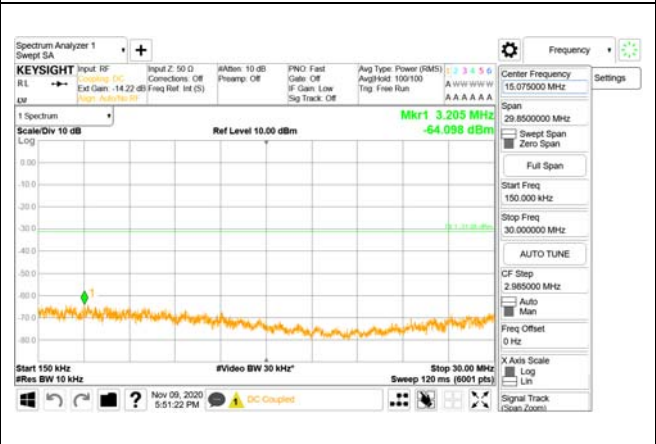 Spectrum Analyzer 1
Swept SA
Frequency
KEYSIGHT
RL
Input: RF
Coupling: DC
Ext Gain: -14.22 dB
Align: Auto/No RF
Input Z: 50 Ω
Corrections: Off
Freq Ref: Int (S)
#Atten: 10 dB
Preamp: Off
PNO: Fast
Gate: Off
IF Gain: Low
Sig Track: Off
Avg Type: Power (RMS)
Avg|Hold: 100/100
Trig: Free Run
1 2 3 4 5 6
A W W W W W
A A A A A A
1 Spectrum
Scale/Div 10 dB
Ref Level 10.00 dBm
Mkr1 3.205 MHz
-64.098 dBm
Log
0.00
-10.0
-20.0
-30.0
-40.0
-50.0
-60.0
-70.0
-80.0
1
Start 150 kHz
#Video BW 30 kHz*
Stop 30.00 MHz
#Res BW 10 kHz
Sweep 120 ms (6001 pts)
Nov 09, 2020
5:51:22 PM
DC Coupled
Center Frequency
15.075000 MHz
Settings
Span
29.8500000 MHz
Swept Span
Zero Span
Full Span
Start Freq
150.000 kHz
Stop Freq
30.000000 MHz
AUTO TUNE
CF Step
2.985000 MHz
Auto
Man
Freq Offset
0 Hz
X Axis Scale
Log
Lin
Signal Track
(Span Zoom)